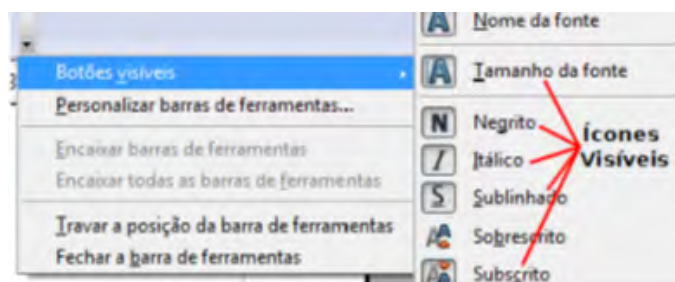 Botões visíveis
Personalizar barras de ferramentas...
Encaixar barras de ferramentas
Encaixar todas as barras de ferramentas
Travar a posição da barra de ferramentas
Fechar a barra de ferramentas
Nome da fonte
Tamanho da fonte
N Negrito
I Itálico
S Sublinhado
Sobrescrito
Subscrito
Ícones
Visíveis